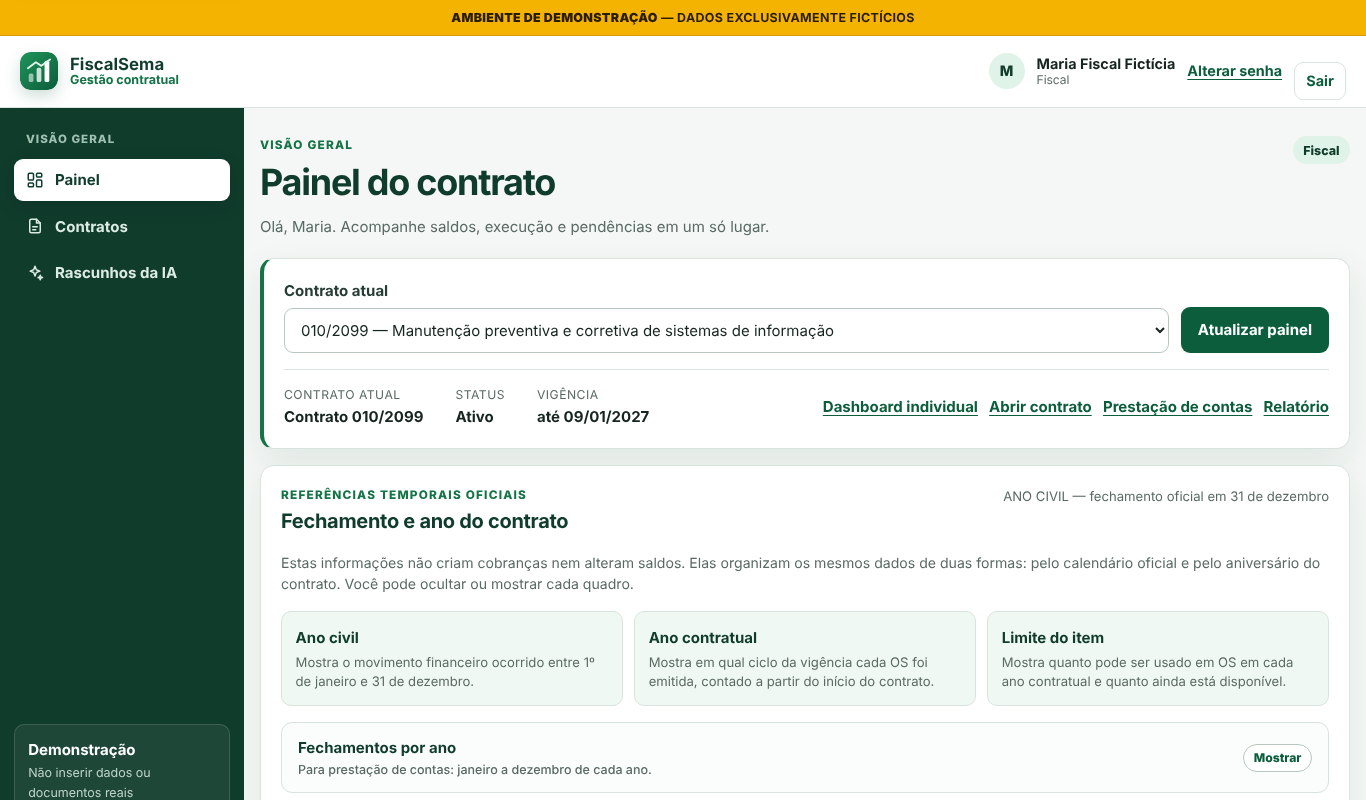 AMBIENTE DE DEMONSTRAÇÃO — DADOS EXCLUSIVAMENTE FICTÍCIOS
FiscalSema
Gestão contratual
M
Maria Fiscal Fictícia
Fiscal
Alterar senha
Sair
VISÃO GERAL
Painel
Contratos
Rascunhos da IA
Demonstração
Não inserir dados ou
documentos reais
VISÃO GERAL
Fiscal
Painel do contrato
Olá, Maria. Acompanhe saldos, execução e pendências em um só lugar.
Contrato atual
010/2099 — Manutenção preventiva e corretiva de sistemas de informação
Atualizar painel
CONTRATO ATUAL
Contrato 010/2099
STATUS
Ativo
VIGÊNCIA
até 09/01/2027
Dashboard individual
Abrir contrato
Prestação de contas
Relatório
REFERÊNCIAS TEMPORAIS OFICIAIS
ANO CIVIL — fechamento oficial em 31 de dezembro
Fechamento e ano do contrato
Estas informações não criam cobranças nem alteram saldos. Elas organizam os mesmos dados de duas formas: pelo calendário oficial e pelo aniversário do
contrato. Você pode ocultar ou mostrar cada quadro.
Ano civil
Mostra o movimento financeiro ocorrido entre 1º
de janeiro e 31 de dezembro.
Ano contratual
Mostra em qual ciclo da vigência cada OS foi
emitida, contado a partir do início do contrato.
Limite do item
Mostra quanto pode ser usado em OS em cada
ano contratual e quanto ainda está disponível.
Fechamentos por ano
Para prestação de contas: janeiro a dezembro de cada ano.
Mostrar